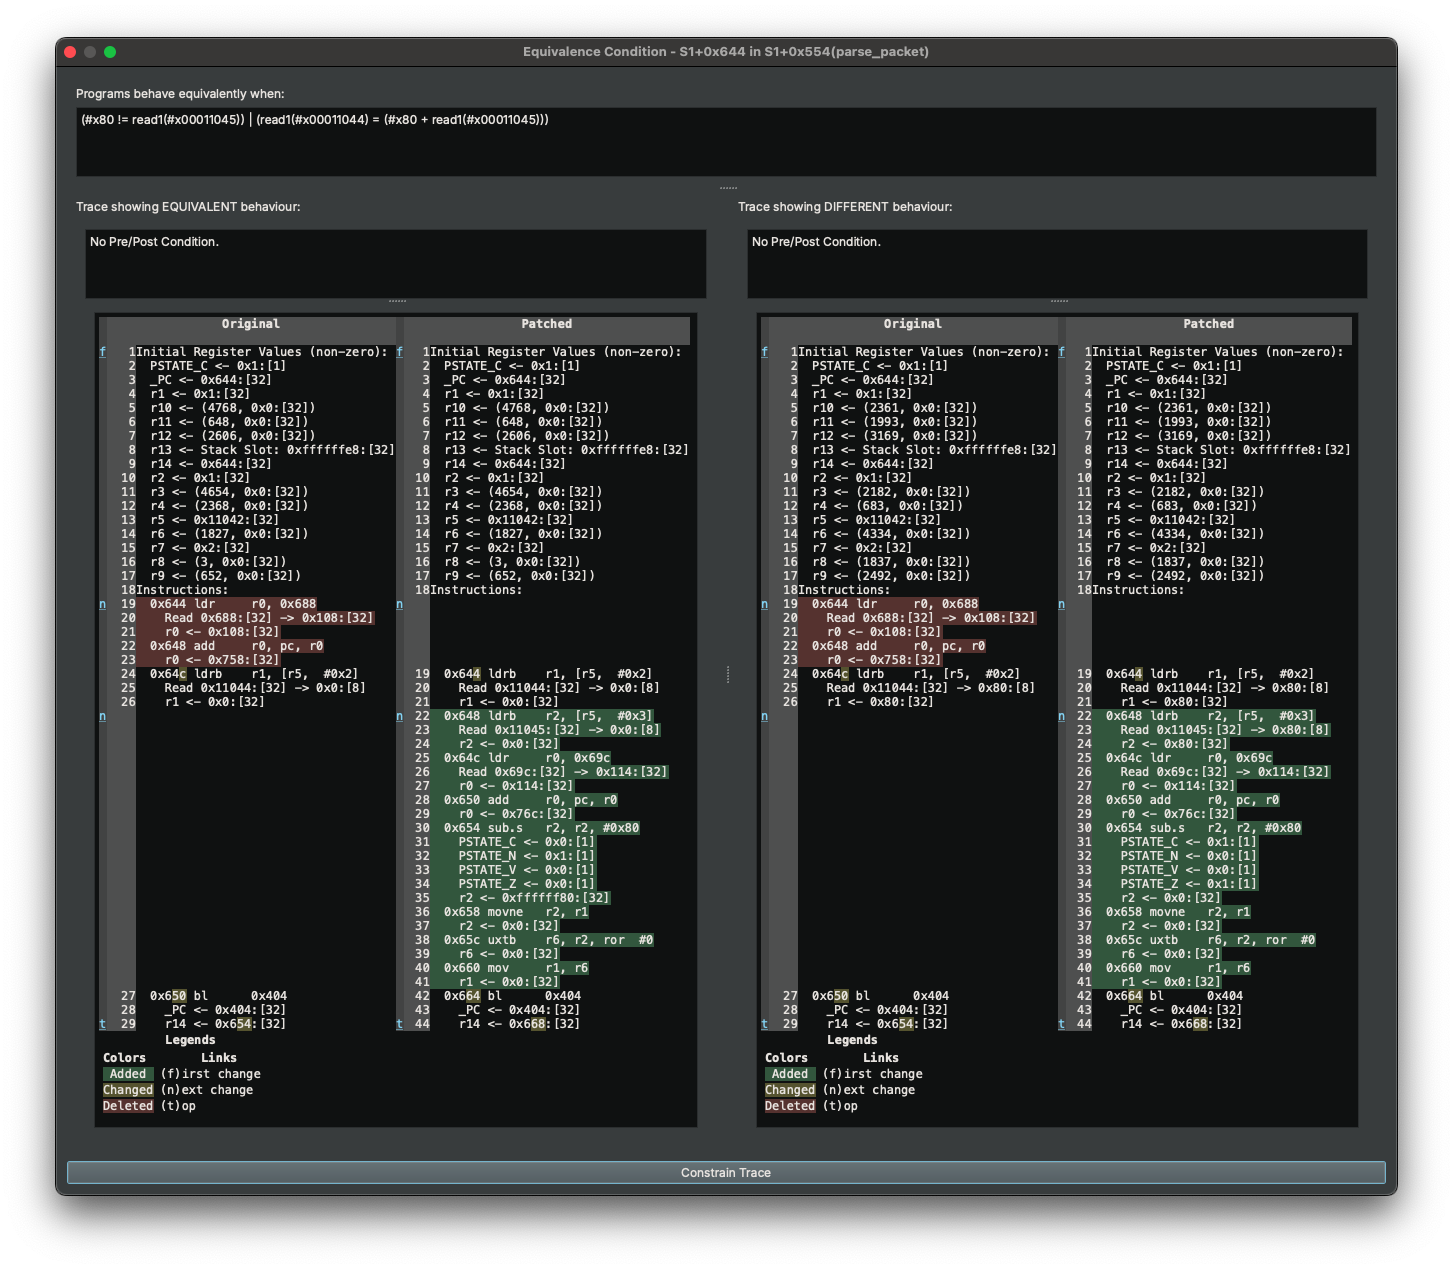 Equivalence Condition - S1+0x644 in S1+0x554(parse_packet)
Programs behave equivalently when:
(#x80 != read1(#x00011045)) | (read1(#x00011044) = (#x80 + read1(#x00011045)))
Trace showing EQUIVALENT behaviour:
No Pre/Post Condition.
Original Patched
f 1 Initial Register Values (non-zero): f 1 Initial Register Values (non-zero):
2 PSTATE_C <- 0x1:[1] 2 PSTATE_C <- 0x1:[1]
3 _PC <- 0x644:[32] 3 _PC <- 0x644:[32]
4 r1 <- 0x1:[32] 4 r1 <- 0x1:[32]
5 r10 <- (4768, 0x0:[32]) 5 r10 <- (4768, 0x0:[32])
6 r11 <- (648, 0x0:[32]) 6 r11 <- (648, 0x0:[32])
7 r12 <- (2606, 0x0:[32]) 7 r12 <- (2606, 0x0:[32])
8 r13 <- Stack Slot: 0xffffffe8:[32] 8 r13 <- Stack Slot: 0xffffffe8:[32]
9 r14 <- 0x644:[32] 9 r14 <- 0x644:[32]
10 r2 <- 0x1:[32] 10 r2 <- 0x1:[32]
11 r3 <- (4654, 0x0:[32]) 11 r3 <- (4654, 0x0:[32])
12 r4 <- (2368, 0x0:[32]) 12 r4 <- (2368, 0x0:[32])
13 r5 <- 0x11042:[32] 13 r5 <- 0x11042:[32]
14 r6 <- (1827, 0x0:[32]) 14 r6 <- (1827, 0x0:[32])
15 r7 <- 0x2:[32] 15 r7 <- 0x2:[32]
16 r8 <- (3, 0x0:[32]) 16 r8 <- (3, 0x0:[32])
17 r9 <- (652, 0x0:[32]) 17 r9 <- (652, 0x0:[32])
18 Instructions: 18 Instructions:
n 19 0x644 ldr r0, 0x688 n
20 Read 0x688:[32] -> 0x108:[32]
21 r0 <- 0x108:[32]
22 0x648 add r0, pc, r0
23 r0 <- 0x758:[32]
24 0x64c ldrb r1, [r5, #0x2] 19 0x644 ldrb r1, [r5, #0x2]
25 Read 0x11044:[32] -> 0x0:[8] 20 Read 0x11044:[32] -> 0x0:[8]
26 r1 <- 0x0:[32] 21 r1 <- 0x0:[32]
n n 22 0x648 ldrb r2, [r5, #0x3]
23 Read 0x11045:[32] -> 0x0:[8]
24 r2 <- 0x0:[32]
25 0x64c ldr r0, 0x69c
26 Read 0x69c:[32] -> 0x114:[32]
27 r0 <- 0x114:[32]
28 0x650 add r0, pc, r0
29 r0 <- 0x76c:[32]
30 0x654 sub.s r2, r2, #0x80
31 PSTATE_C <- 0x0:[1]
32 PSTATE_N <- 0x1:[1]
33 PSTATE_V <- 0x0:[1]
34 PSTATE_Z <- 0x0:[1]
35 r2 <- 0xffffff80:[32]
36 0x658 movne r2, r1
37 r2 <- 0x0:[32]
38 0x65c uxtb r6, r2, ror #0
39 r6 <- 0x0:[32]
40 0x660 mov r1, r6
41 r1 <- 0x0:[32]
27 0x650 bl 0x404 42 0x664 bl 0x404
28 _PC <- 0x404:[32] 43 _PC <- 0x404:[32]
t 29 r14 <- 0x654:[32] t 44 r14 <- 0x668:[32]
Legends
Colors Links
Added (f)irst change
Changed (n)ext change
Deleted (t)op
Trace showing DIFFERENT behaviour:
No Pre/Post Condition.
Original Patched
f 1 Initial Register Values (non-zero): f 1 Initial Register Values (non-zero):
2 PSTATE_C <- 0x1:[1] 2 PSTATE_C <- 0x1:[1]
3 _PC <- 0x644:[32] 3 _PC <- 0x644:[32]
4 r1 <- 0x1:[32] 4 r1 <- 0x1:[32]
5 r10 <- (2361, 0x0:[32]) 5 r10 <- (2361, 0x0:[32])
6 r11 <- (1993, 0x0:[32]) 6 r11 <- (1993, 0x0:[32])
7 r12 <- (3169, 0x0:[32]) 7 r12 <- (3169, 0x0:[32])
8 r13 <- Stack Slot: 0xffffffe8:[32] 8 r13 <- Stack Slot: 0xffffffe8:[32]
9 r14 <- 0x644:[32] 9 r14 <- 0x644:[32]
10 r2 <- 0x1:[32] 10 r2 <- 0x1:[32]
11 r3 <- (2182, 0x0:[32]) 11 r3 <- (2182, 0x0:[32])
12 r4 <- (683, 0x0:[32]) 12 r4 <- (683, 0x0:[32])
13 r5 <- 0x11042:[32] 13 r5 <- 0x11042:[32]
14 r6 <- (4334, 0x0:[32]) 14 r6 <- (4334, 0x0:[32])
15 r7 <- 0x2:[32] 15 r7 <- 0x2:[32]
16 r8 <- (1837, 0x0:[32]) 16 r8 <- (1837, 0x0:[32])
17 r9 <- (2492, 0x0:[32]) 17 r9 <- (2492, 0x0:[32])
18 Instructions: 18 Instructions:
n 19 0x644 ldr r0, 0x688 n
20 Read 0x688:[32] -> 0x108:[32]
21 r0 <- 0x108:[32]
22 0x648 add r0, pc, r0
23 r0 <- 0x758:[32]
24 0x64c ldrb r1, [r5, #0x2] 19 0x644 ldrb r1, [r5, #0x2]
25 Read 0x11044:[32] -> 0x80:[8] 20 Read 0x11044:[32] -> 0x80:[8]
26 r1 <- 0x80:[32] 21 r1 <- 0x80:[32]
n n 22 0x648 ldrb r2, [r5, #0x3]
23 Read 0x11045:[32] -> 0x80:[8]
24 r2 <- 0x80:[32]
25 0x64c ldr r0, 0x69c
26 Read 0x69c:[32] -> 0x114:[32]
27 r0 <- 0x114:[32]
28 0x650 add r0, pc, r0
29 r0 <- 0x76c:[32]
30 0x654 sub.s r2, r2, #0x80
31 PSTATE_C <- 0x1:[1]
32 PSTATE_N <- 0x0:[1]
33 PSTATE_V <- 0x0:[1]
34 PSTATE_Z <- 0x1:[1]
35 r2 <- 0x0:[32]
36 0x658 movne r2, r1
37 r2 <- 0x0:[32]
38 0x65c uxtb r6, r2, ror #0
39 r6 <- 0x0:[32]
40 0x660 mov r1, r6
41 r1 <- 0x0:[32]
27 0x650 bl 0x404 42 0x664 bl 0x404
28 _PC <- 0x404:[32] 43 _PC <- 0x404:[32]
t 29 r14 <- 0x654:[32] t 44 r14 <- 0x668:[32]
Legends
Colors Links
Added (f)irst change
Changed (n)ext change
Deleted (t)op
Constrain Trace